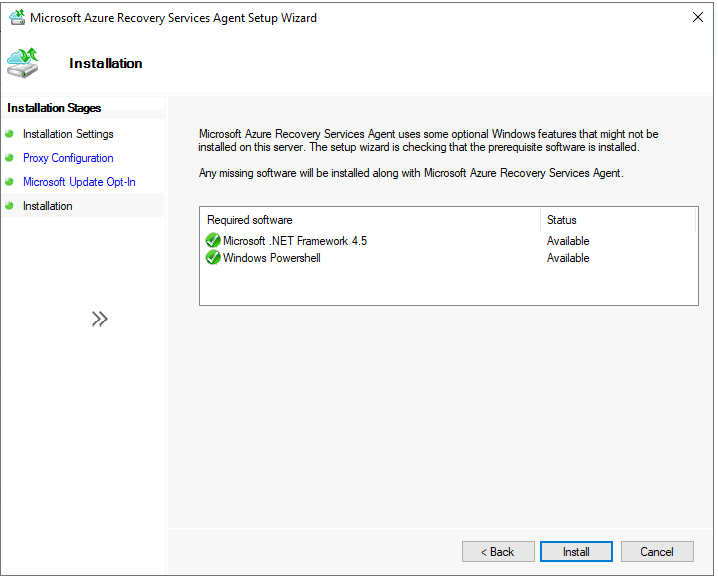 Microsoft Azure Recovery Services Agent Setup Wizard
Installation
Installation Stages
Installation Settings
Proxy Configuration
Microsoft Update Opt-In
Installation
Microsoft Azure Recovery Services Agent uses some optional Windows features that might not be
installed on this server. The setup wizard is checking that the prerequisite software is installed.
Any missing software will be installed along with Microsoft Azure Recovery Services Agent.
Required software Status
Microsoft .NET Framework 4.5 Available
Windows Powershell Available
< Back Install Cancel